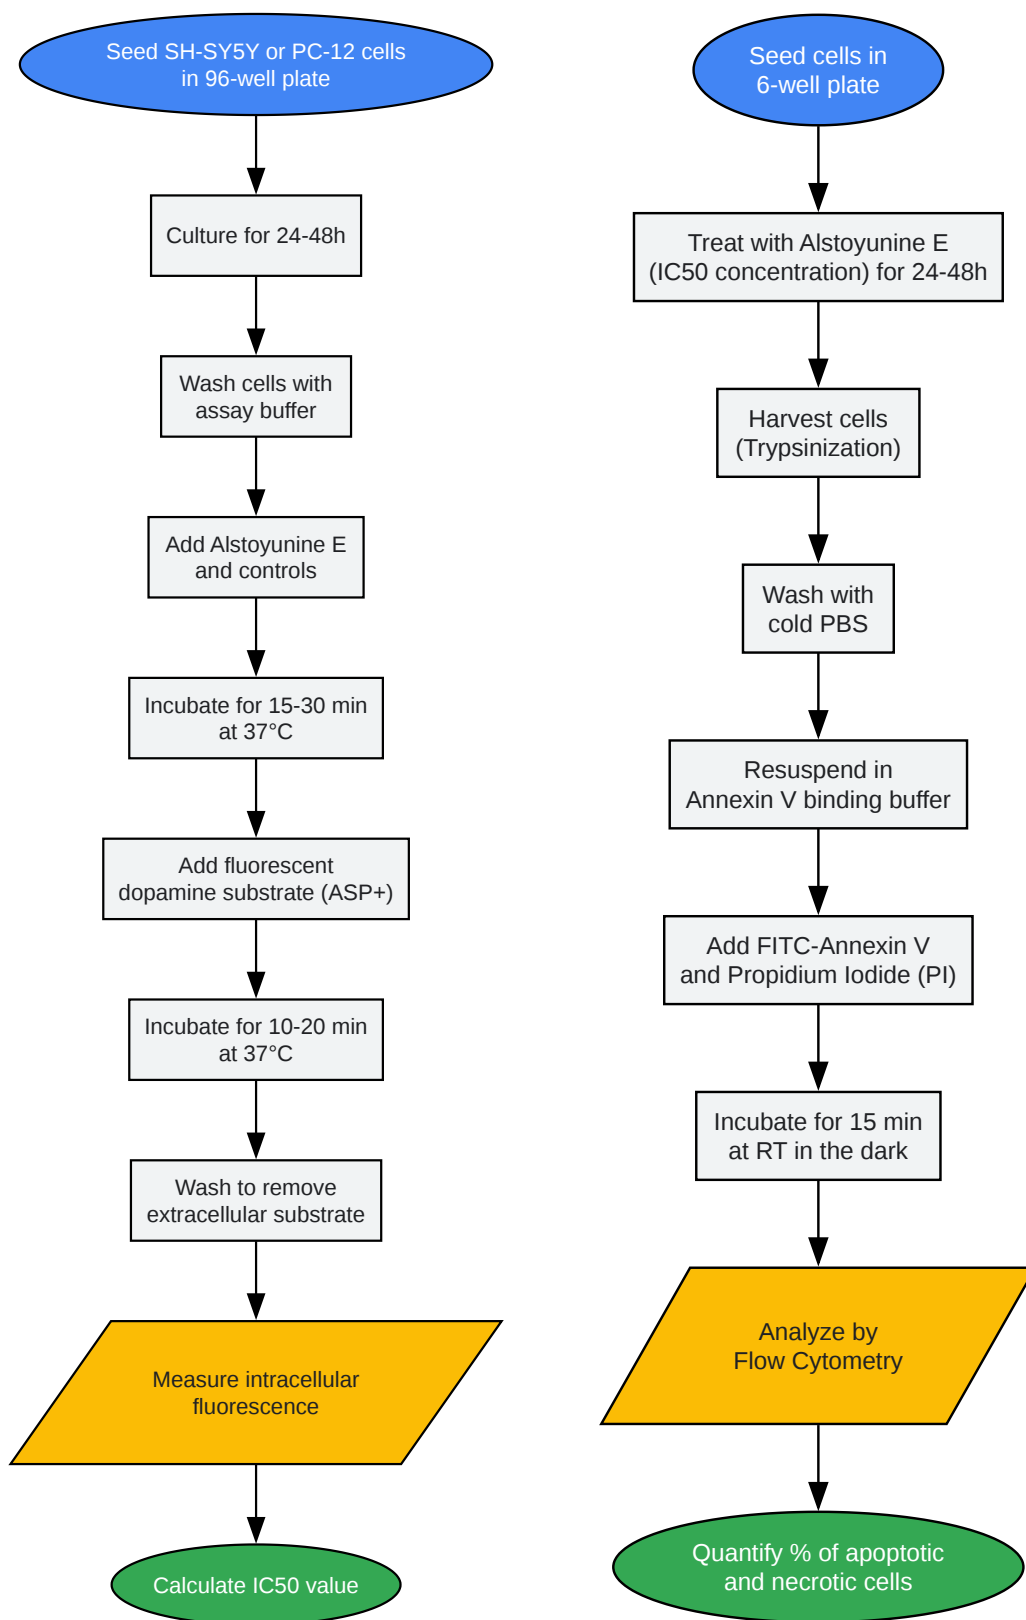 Seed SH-SY5Y or PC-12 cells
in 96-well plate
Culture for 24-48h
Wash cells with
assay buffer
Add Alstoyunine E
and controls
Incubate for 15-30 min
at 37°C
Add fluorescent
dopamine substrate (ASP+)
Incubate for 10-20 min
at 37°C
Wash to remove
extracellular substrate
Measure intracellular
fluorescence
Calculate IC50 value
Seed cells in
6-well plate
Treat with Alstoyunine E
(IC50 concentration) for 24-48h
Harvest cells
(Trypsinization)
Wash with
cold PBS
Resuspend in
Annexin V binding buffer
Add FITC-Annexin V
and Propidium Iodide (PI)
Incubate for 15 min
at RT in the dark
Analyze by
Flow Cytometry
Quantify % of apoptotic
and necrotic cells